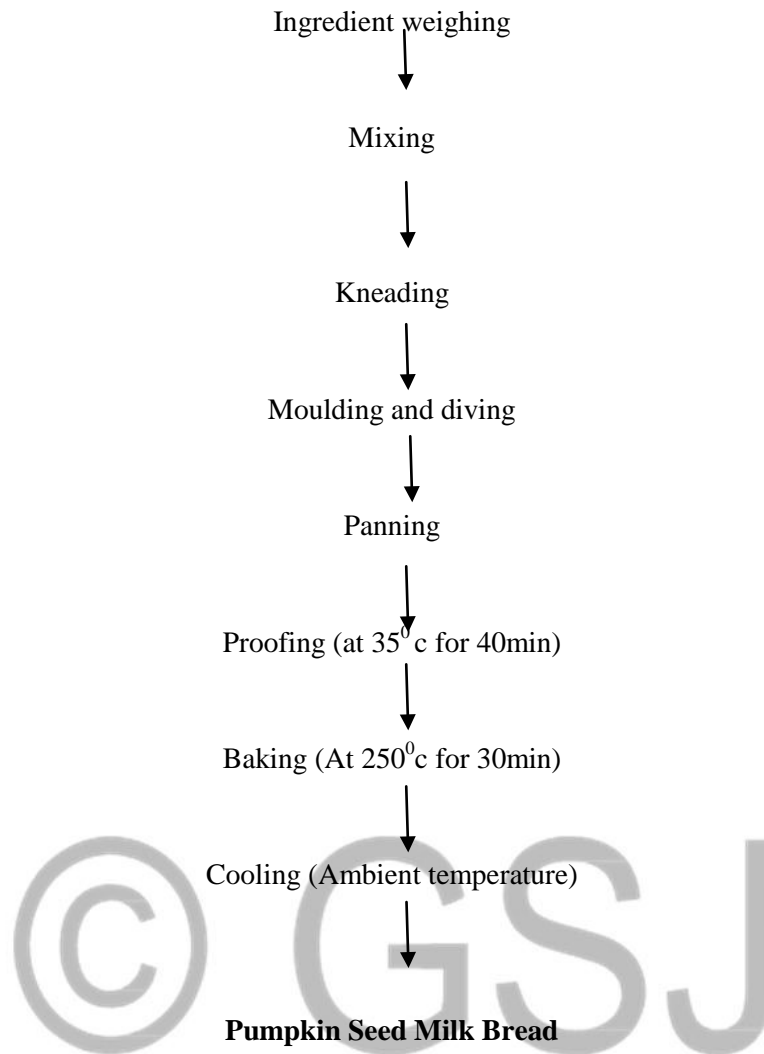 Ingredient weighing
Mixing
Kneading
Moulding and diving
Panning
Proofing (at 35⁰c for 40min)
Baking (At 250⁰c for 30min)
Cooling (Ambient temperature)
© GSJ
Pumpkin Seed Milk Bread